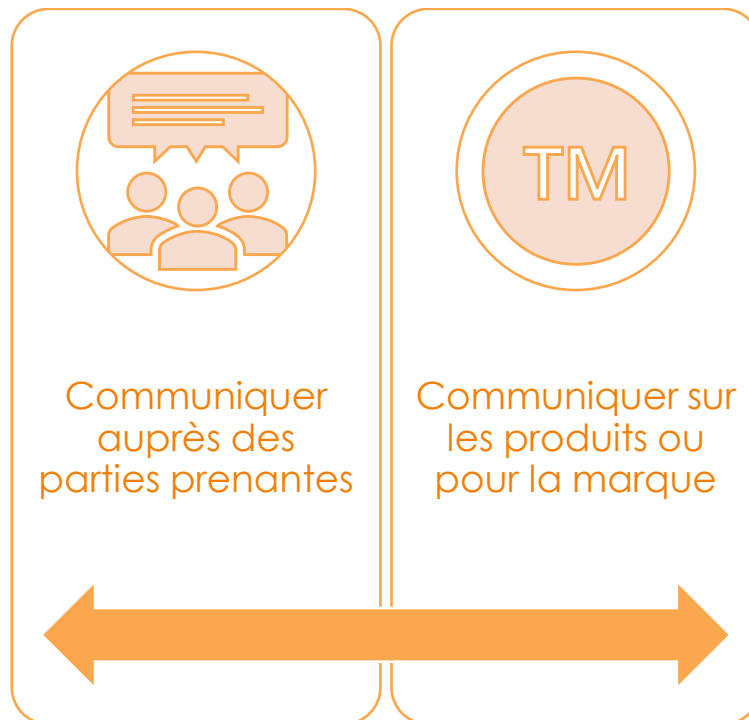 TM
Communiquer
auprès des
parties prenantes
Communiquer sur
les produits ou
pour la marque